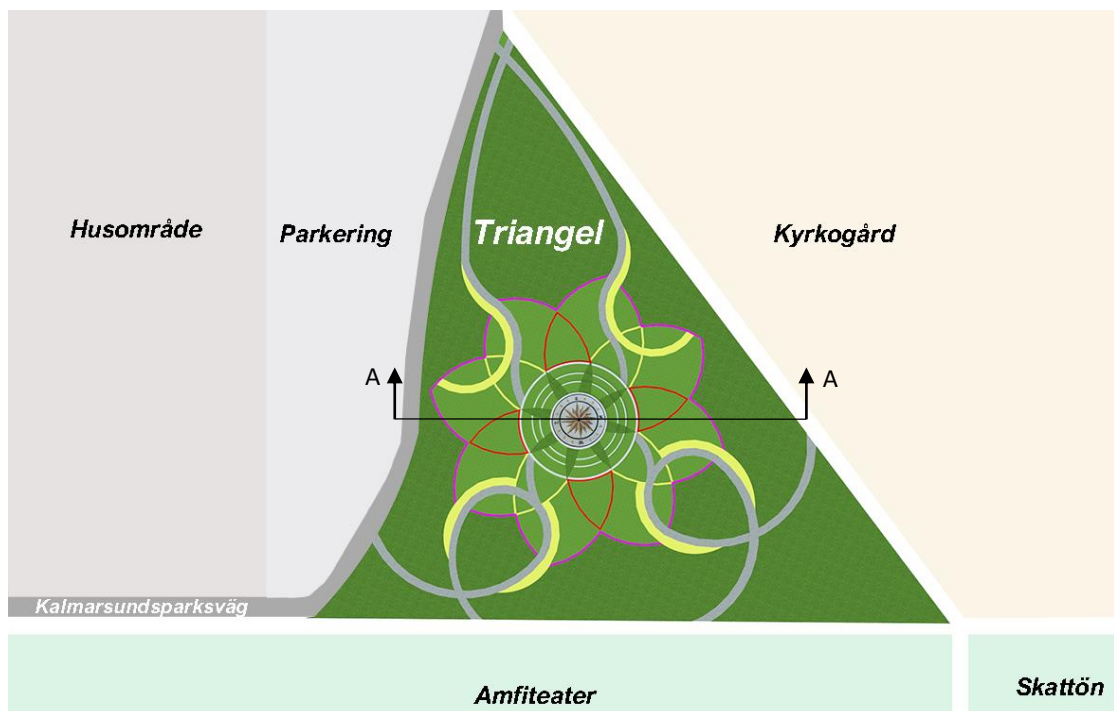 Husområde
Parkering
Triangel
Kyrkogård
A
A
Kalmarsundsparksväg
Amfiteater
Skattön